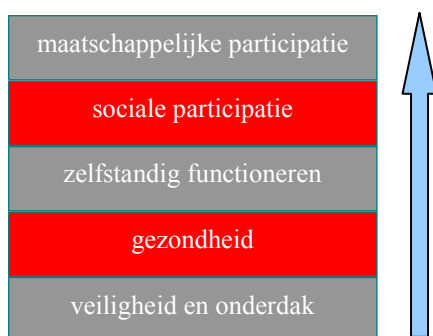 maatschappelijke participatie
sociale participatie
zelfstandig functioneren
gezondheid
veiligheid en onderdak